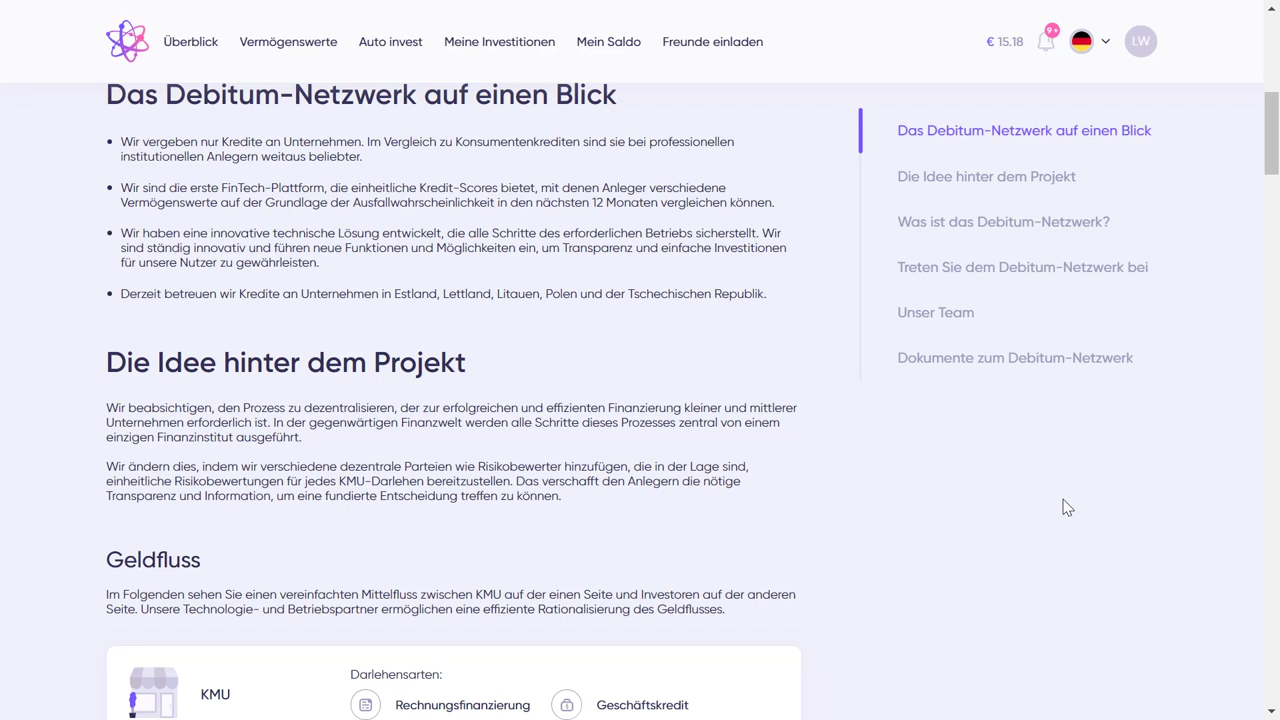 Überblick Vermögenswerte Auto invest Meine Investitionen Mein Saldo Freunde einladen € 15.18 9+ LW
Das Debitum-Netzwerk auf einen Blick
Wir vergeben nur Kredite an Unternehmen. Im Vergleich zu Konsumentenkrediten sind sie bei professionellen
institutionellen Anlegern weitaus beliebter.
Wir sind die erste FinTech-Plattform, die einheitliche Kredit-Scores bietet, mit denen Anleger verschiedene
Vermögenswerte auf der Grundlage der Ausfallwahrscheinlichkeit in den nächsten 12 Monaten vergleichen können.
Wir haben eine innovative technische Lösung entwickelt, die alle Schritte des erforderlichen Betriebs sicherstellt. Wir
sind ständig innovativ und führen neue Funktionen und Möglichkeiten ein, um Transparenz und einfache Investitionen
für unsere Nutzer zu gewährleisten.
Derzeit betreuen wir Kredite an Unternehmen in Estland, Lettland, Litauen, Polen und der Tschechischen Republik.
Die Idee hinter dem Projekt
Wir beabsichtigen, den Prozess zu dezentralisieren, der zur erfolgreichen und effizienten Finanzierung kleiner und mittlerer
Unternehmen erforderlich ist. In der gegenwärtigen Finanzwelt werden alle Schritte dieses Prozesses zentral von einem
einzigen Finanzinstitut ausgeführt.
Wir ändern dies, indem wir verschiedene dezentrale Parteien wie Risikobewerter hinzufügen, die in der Lage sind,
einheitliche Risikobewertungen für jedes KMU-Darlehen bereitzustellen. Das verschafft den Anlegern die nötige
Transparenz und Information, um eine fundierte Entscheidung treffen zu können.
Geldfluss
Im Folgenden sehen Sie einen vereinfachten Mittelfluss zwischen KMU auf der einen Seite und Investoren auf der anderen
Seite. Unsere Technologie- und Betriebspartner ermöglichen eine effiziente Rationalisierung des Geldflusses.
KMU
Darlehensarten:
Rechnungsfinanzierung Geschäftskredit
Das Debitum-Netzwerk auf einen Blick
Die Idee hinter dem Projekt
Was ist das Debitum-Netzwerk?
Treten Sie dem Debitum-Netzwerk bei
Unser Team
Dokumente zum Debitum-Netzwerk